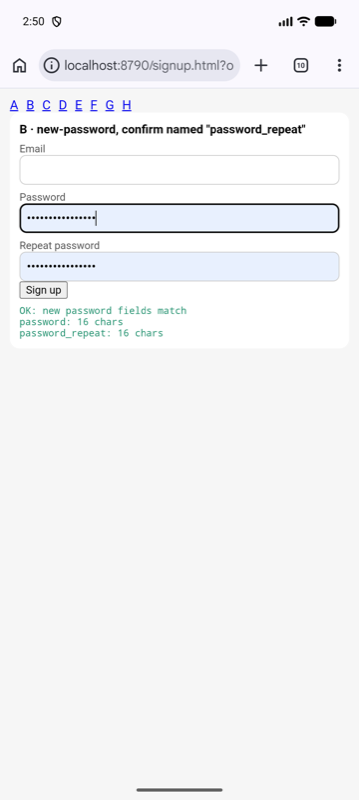 2:50
localhost:8790/signup.html?o
10
A B C D E F G H
B · new-password, confirm named "password_repeat"
Email
Password
••••••••••••••••
Repeat password
••••••••••••••••
Sign up
OK: new password fields match
password: 16 chars
password_repeat: 16 chars